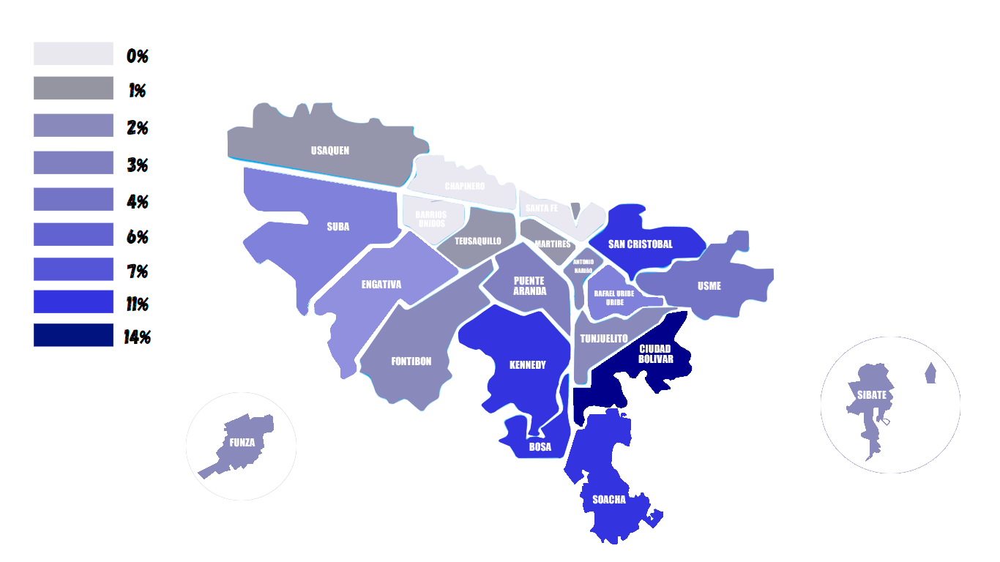 0%
1%
2%
3%
4%
6%
7%
11%
14%
USAQUEN
CHAPINERO
SANTA FE
BARRIOS
UNIDOS
SUBA
TEUSAQUILLO
MARTIRES
SAN CRISTOBAL
ANTONIO
NARIÑO
ENGATIVA
PUENTE
ARANDA
RAFAEL URIBE
URIBE
USME
TUNJUELITO
CIUDAD
BOLIVAR
FONTIBON
KENNEDY
SIBATE
FUNZA
BOSA
SOACHA